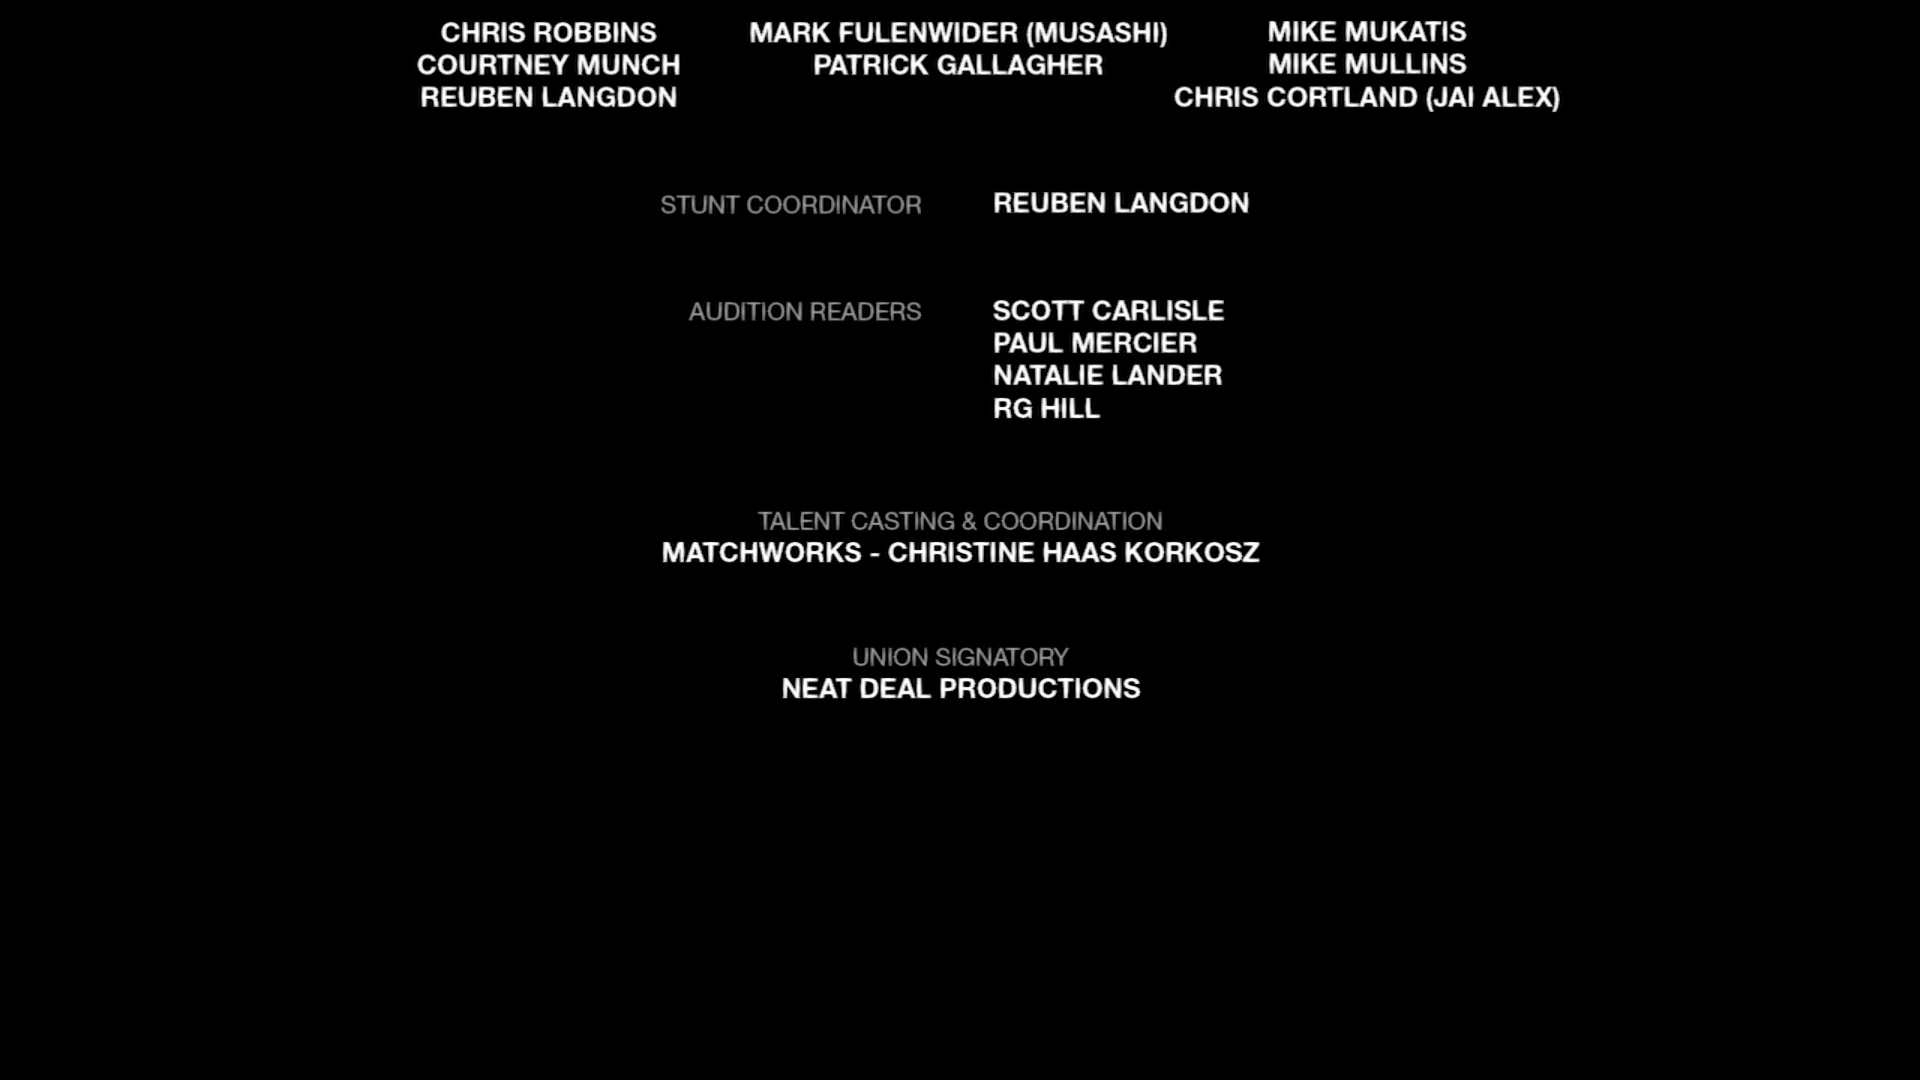 CHRIS ROBBINS
COURTNEY MUNCH
REUBEN LANGDON
MARK FULENWIDER (MUSASHI)
PATRICK GALLAGHER
MIKE MUKATIS
MIKE MULLINS
CHRIS CORTLAND (JAI ALEX)
STUNT COORDINATOR REUBEN LANGDON
AUDITION READERS SCOTT CARLISLE
PAUL MERCIER
NATALIE LANDER
RG HILL
TALENT CASTING & COORDINATION
MATCHWORKS - CHRISTINE HAAS KORKOSZ
UNION SIGNATORY
NEAT DEAL PRODUCTIONS